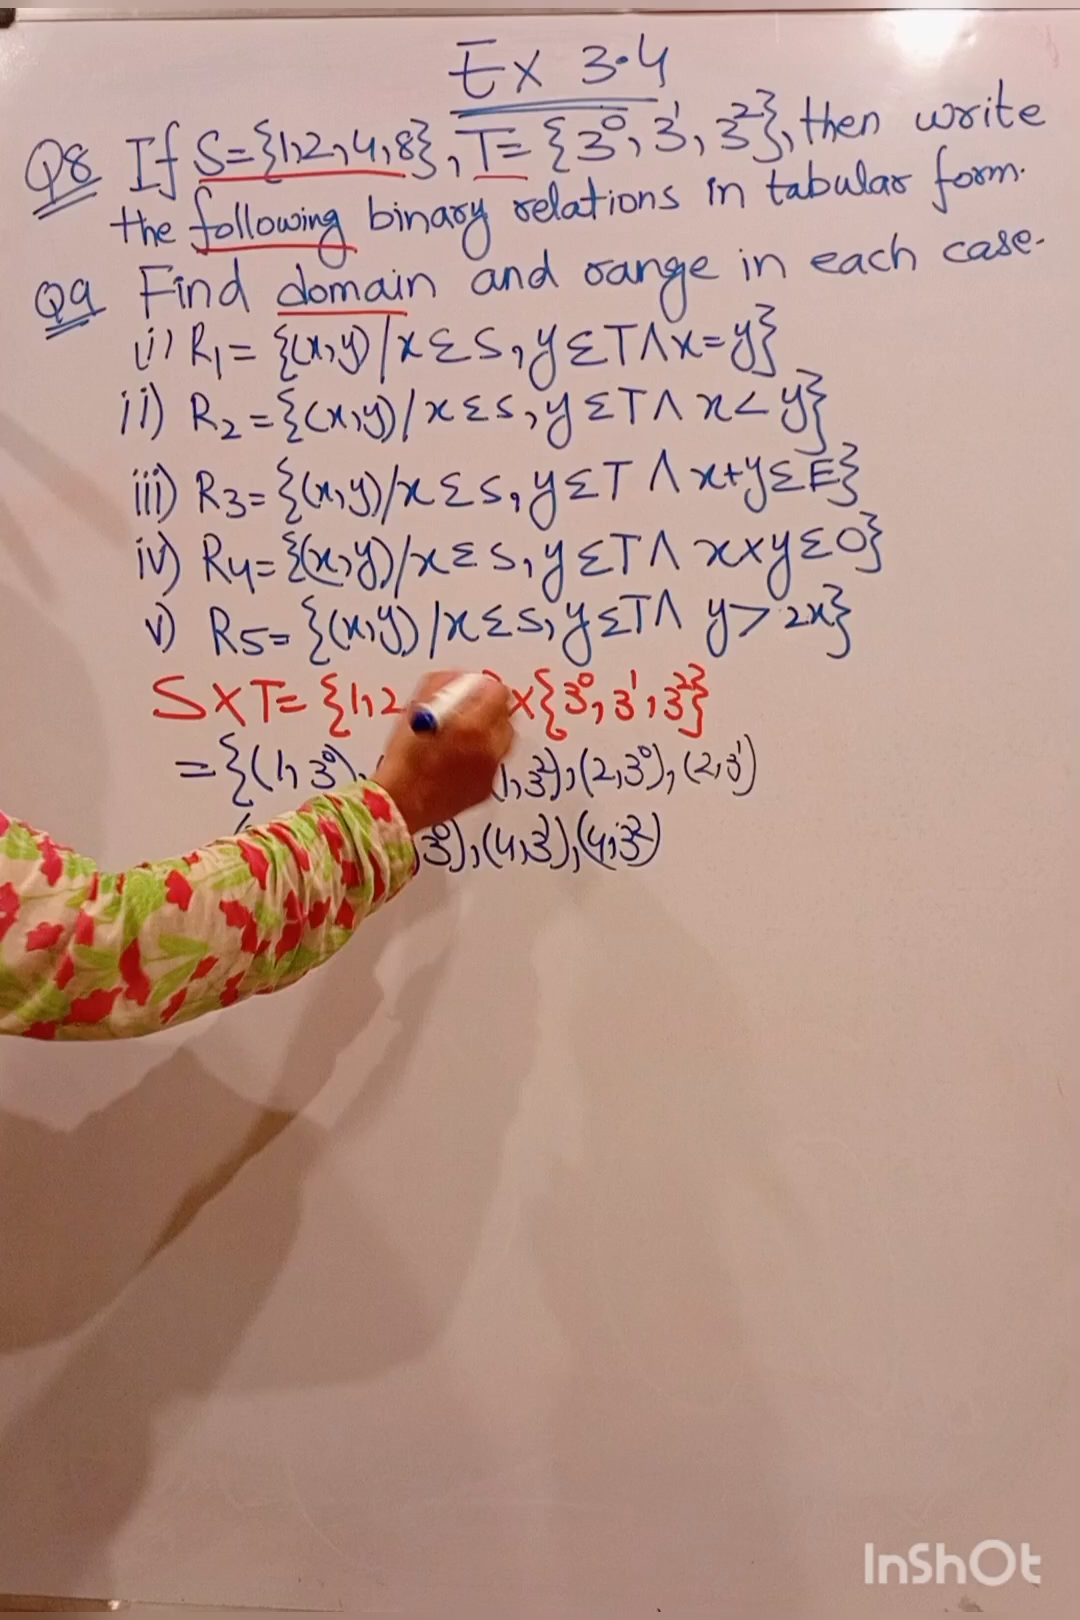 Ex 3.4
Q8 If S={1,2,4,8}, T={3⁰, 3¹, 3²}, then write
the following binary relations in tabular form.
Q9 Find domain and range in each case.
i) R₁= {(x,y)/x Σ S, y Σ T Λ x=y}
ii) R₂={(x,y)/x Σ S, y Σ T Λ x<y}
iii) R3={(x,y)/x Σ S, y Σ T Λ x+y Σ E}
iv) R4={(x,y)/x Σ S, y Σ T Λ x×y Σ O}
v) R5= {(x,y)/x Σ S, y Σ T Λ y> 2x}
S×T= {1,2 ×{3⁰, 3¹, 3²}
={(1,3⁰), 1,3²),(2,3⁰),(2,3¹)
3⁰),(4,3¹),(4,3²)
InShOt